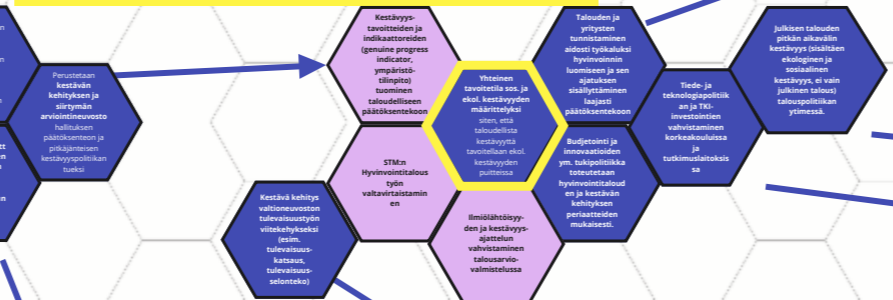 Perustetaan
kestävän
kehityksen ja
siirtymän
arviointineuvosto
hallituksen
päätöksenteon ja
pitkäjänteisen
kestävyyspolitiikan
tueksi
Kestävä kehitys
valtioneuvoston
tulevaisuustyön
viitekehykseksi
(esim.
tulevaisuus-
katsaus,
tulevaisuus-
selonteko)
Kestävyys-
tavoitteiden ja
indikaattoreiden
(genuine progress
indicator,
ympäristö-
tilinpito)
tuominen
taloudelliseen
päätöksentekoon
STM:n
Hyvinvointitalous
työn
valtavirtaistamin
en
Yhteinen
tavoitetila sos. ja
ekol. kestävyyden
määrittelyksi
siten, että
taloudellista
kestävyyttä
tavoitellaan ekol.
kestävyyden
puitteissa
Ilmiölähtöisyy-
den ja kestävyys-
ajattelun
vahvistaminen
talousarvio-
valmistelussa
Talouden ja
yritysten
tunnistaminen
aidosti työkaluksi
hyvinvoinnin
luomiseen ja sen
ajatuksen
sisällyttäminen
laajasti
päätöksentekoon
Budjetointi ja
innovaatioiden
ym. tukipolitiikka
toteutetaan
hyvinvointitaloud
en ja kestävän
kehityksen
periaatteiden
mukaisesti.
Tiede- ja
teknologiapolitiik
an ja TKI-
investointien
vahvistaminen
korkeakouluissa
ja
tutkimuslaitoksis
sa
Julkisen talouden
pitkän aikavälin
kestävyys (sisältäen
ekologinen ja
sosiaalinen
kestävyys, ei vain
julkinen talous)
talouspolitiikan
ytimessä.